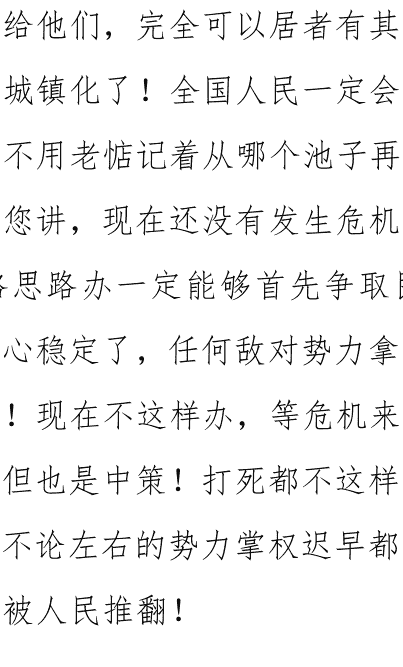 给他们，完全可以居者有其
城镇化了！全国人民一定会
不用老惦记着从哪个池子再
您讲，现在还没有发生危机
思路办一定能够首先争取
心稳定了，任何敌对势力拿
！现在不这样办，等危机来
但也是中策！打死都不这样
不论左右的势力掌权迟早都
被人民推翻！